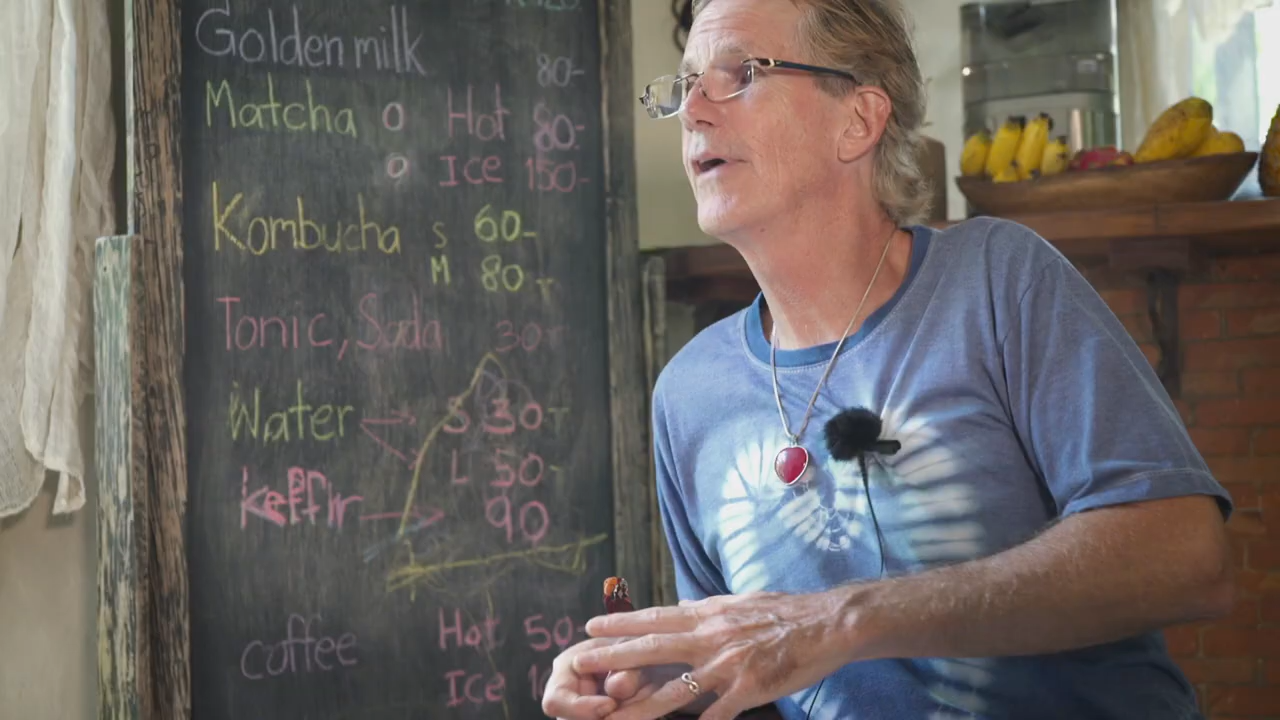 Golden milk 80-
Matcha o Hot 80-
o Ice 150-
Kombucha S 60-
M 80-
Tonic, Soda 30-
Water S 30-
L 50-
keffir 90
coffee Hot 50-
Ice